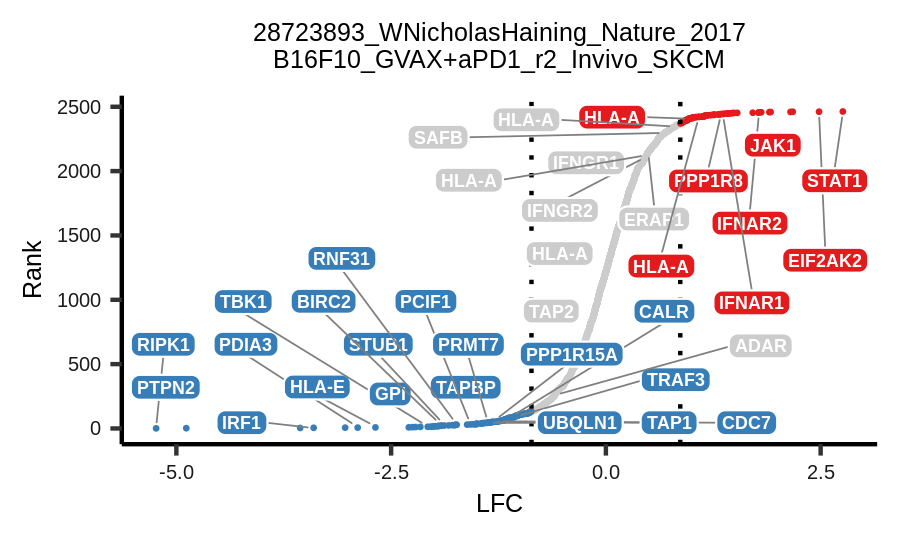 28723893_WNicholasHaining_Nature_2017
B16F10_GVAX+aPD1_r2_Invivo_SKCM
2500
2000
1500
1000
500
0
Rank
-5.0
-2.5
0.0
2.5
LFC
HLA-A
HLA-A
SAFB
JAK1
IFNGR1
HLA-A
PPP1R8
STAT1
IFNGR2
ERAP1
IFNAR2
HLA-A
RNF31
HLA-A
EIF2AK2
TBK1
BIRC2
PCIF1
TAP2
CALR
IFNAR1
RIPK1
PDIA3
STUB1
PRMT7
PPP1R15A
ADAR
PTPN2
HLA-E
GPI
TAPBP
TRAF3
IRF1
UBQLN1
TAP1
CDC7